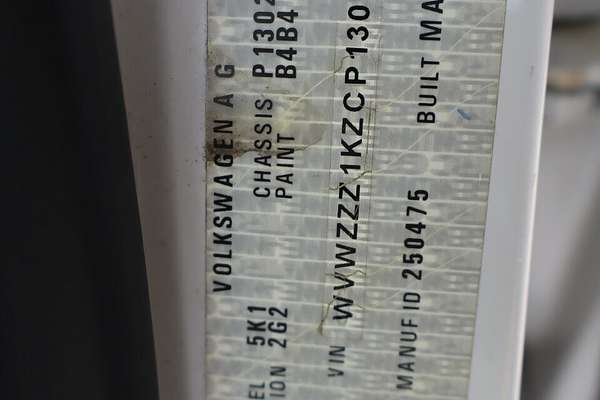 VOLKSWAGEN A G
EL 5K1 CHASSIS P1302
ION 2G2 PAINT B4B4
VIN WVWZZZ1KZCP130
MANUF ID 250475 BUILT MA